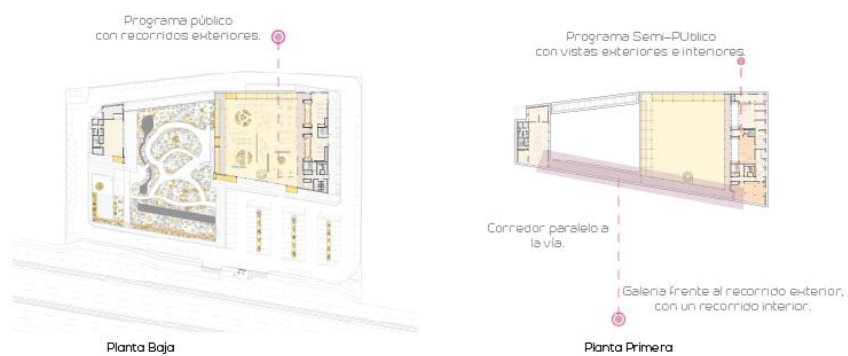 Programa público
con recorridos exteriores.
Programa Semi-PUblico
con vistas exteriores e interiores.
Corredor paralelo a
la vía.
Galeria frente al recorrido exterior,
con un recorrido interior.
Planta Baja
Planta Primera